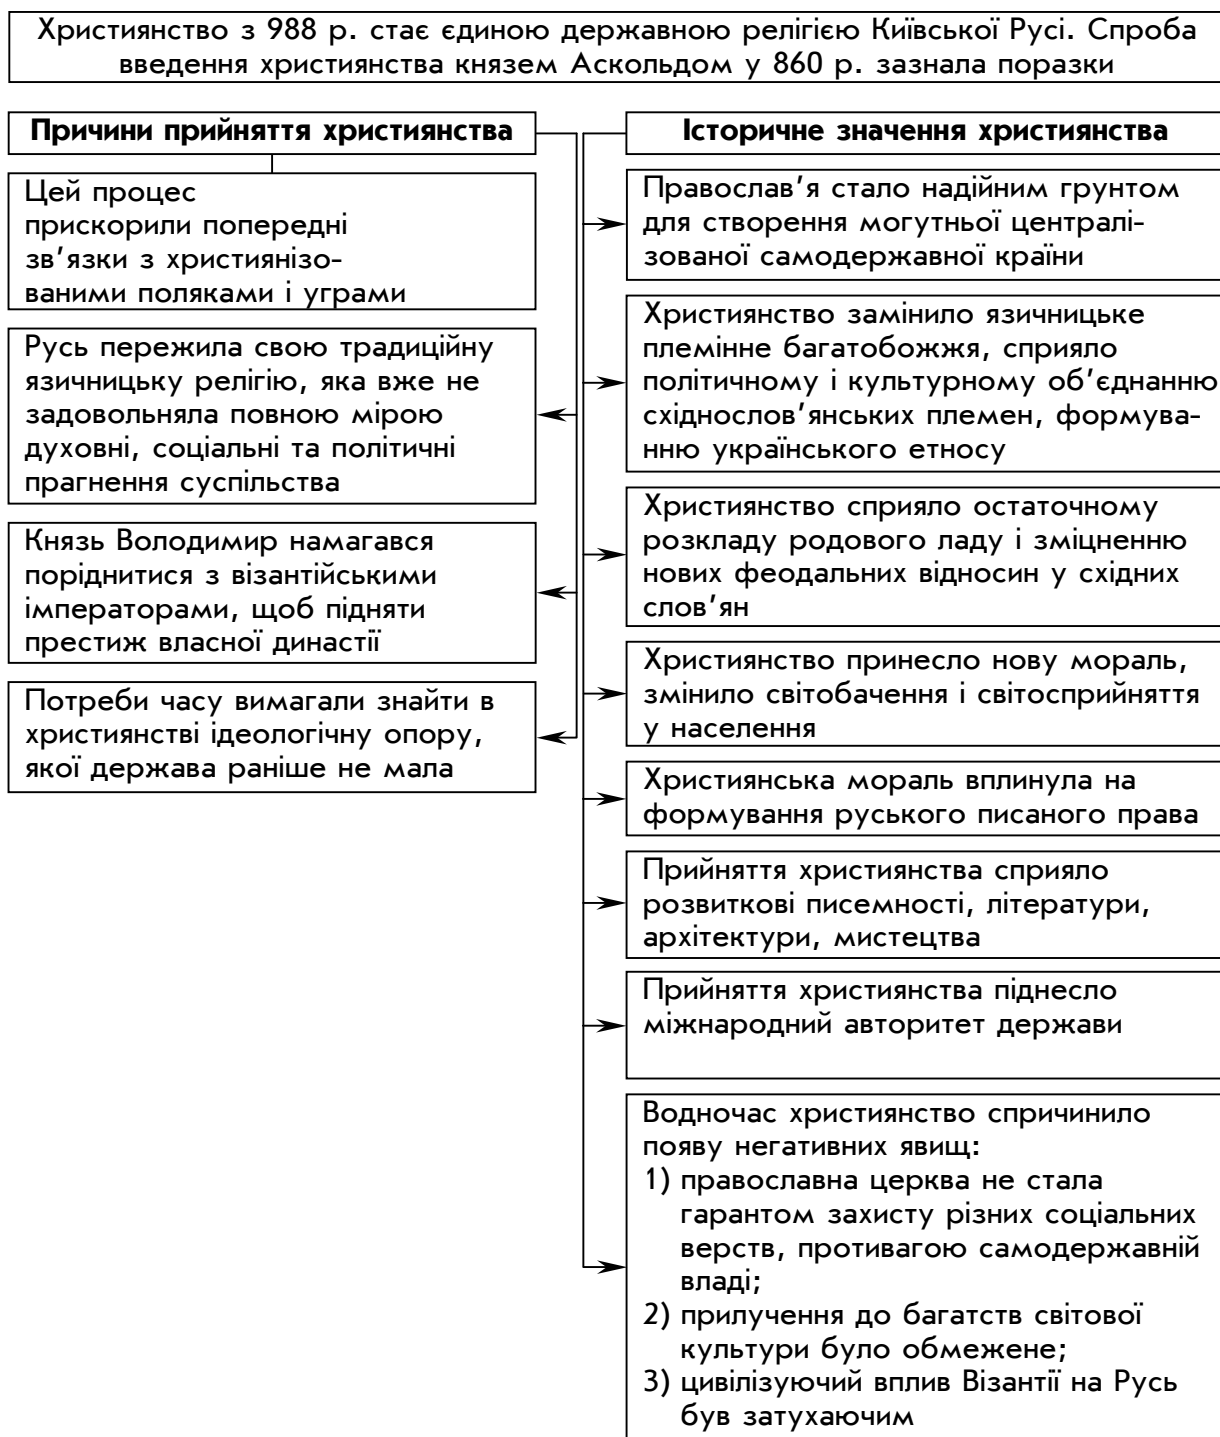 Християнство з 988 р. стає єдиною державною релігією Київської Русі. Спроба
введення християнства князем Аскольдом у 860 р. зазнала поразки
Причини прийняття християнства
Цей процес
прискорили попередні
зв'язки з християнізо-
ваними поляками і уграми
Русь пережила свою традиційну
язичницьку релігію, яка вже не
задовольняла повною мірою
духовні, соціальні та політичні
прагнення суспільства
Князь Володимир намагався
поріднитися з візантійськими
імператорами, щоб підняти
престиж власної династії
Потреби часу вимагали знайти в
християнстві ідеологічну опору,
якої держава раніше не мала
Історичне значення християнства
Православ'я стало надійним грунтом
для створення могутньої централі-
зованої самодержавної країни
Християнство замінило язичницьке
племінне багатобожжя, сприяло
політичному і культурному об'єднанню
східнослов'янських племен, формува-
нню українського етносу
Християнство сприяло остаточному
розкладу родового ладу і зміцненню
нових феодальних відносин у східних
слов'ян
Християнство принесло нову мораль,
змінило світобачення і світосприйняття
у населення
Християнська мораль вплинула на
формування руського писаного права
Прийняття християнства сприяло
розвиткові писемності, літератури,
архітектури, мистецтва
Прийняття християнства піднесло
міжнародний авторитет держави
Водночас християнство спричинило
появу негативних явищ:
1) православна церква не стала
гарантом захисту різних соціальних
верств, противагою самодержавній
владі;
2) прилучення до багатств світової
культури було обмежене;
3) цивілізуючий вплив Візантії на Русь
був затухаючим